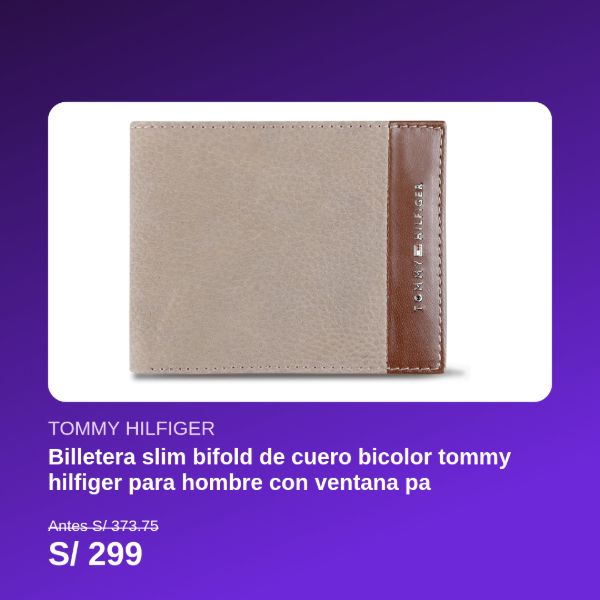 TOMMY HILFIGER
TOMMY HILFIGER
Billetera slim bifold de cuero bicolor tommy
hilfiger para hombre con ventana pa
Antes S/ 373.75
S/ 299